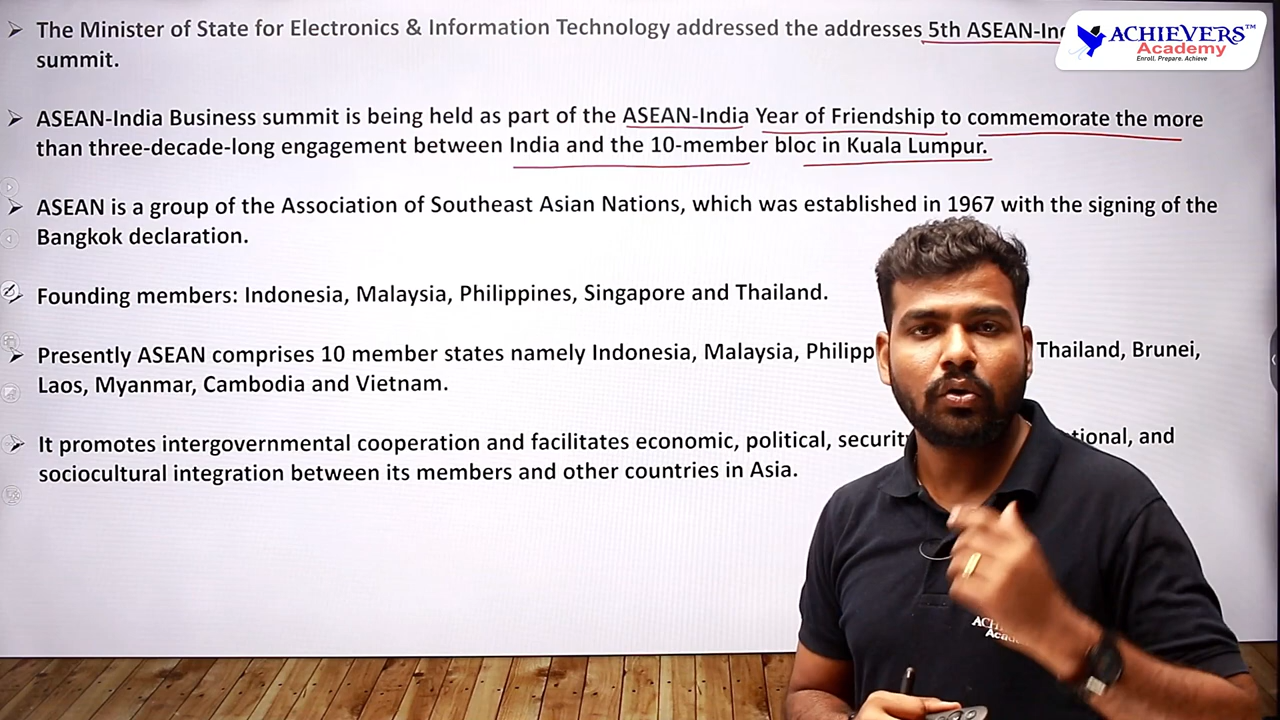 The Minister of State for Electronics & Information Technology addressed the addresses 5th ASEAN-In
summit.
ASEAN-India Business summit is being held as part of the ASEAN-India Year of Friendship to commemorate the more
than three-decade-long engagement between India and the 10-member bloc in Kuala Lumpur.
ASEAN is a group of the Association of Southeast Asian Nations, which was established in 1967 with the signing of the
Bangkok declaration.
Founding members: Indonesia, Malaysia, Philippines, Singapore and Thailand.
Presently ASEAN comprises 10 member states namely Indonesia, Malaysia, Philipp Thailand, Brunei,
Laos, Myanmar, Cambodia and Vietnam.
It promotes intergovernmental cooperation and facilitates economic, political, securit tional, and
sociocultural integration between its members and other countries in Asia.
ACHIEVERS™
Academy
Enroll. Prepare. Achieve
ACH
Acad